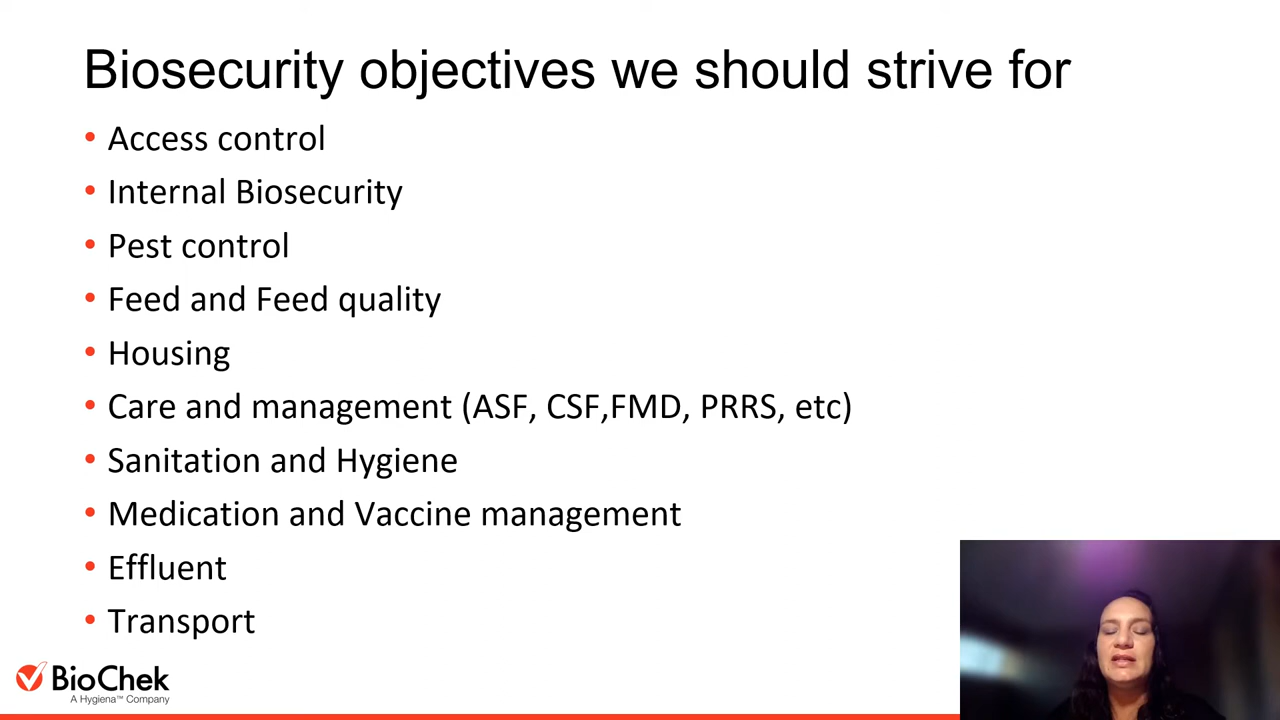 Biosecurity objectives we should strive for
• Access control
• Internal Biosecurity
• Pest control
• Feed and Feed quality
• Housing
• Care and management (ASF, CSF,FMD, PRRS, etc)
• Sanitation and Hygiene
• Medication and Vaccine management
• Effluent
• Transport
BioChek
A Hygiena™ Company